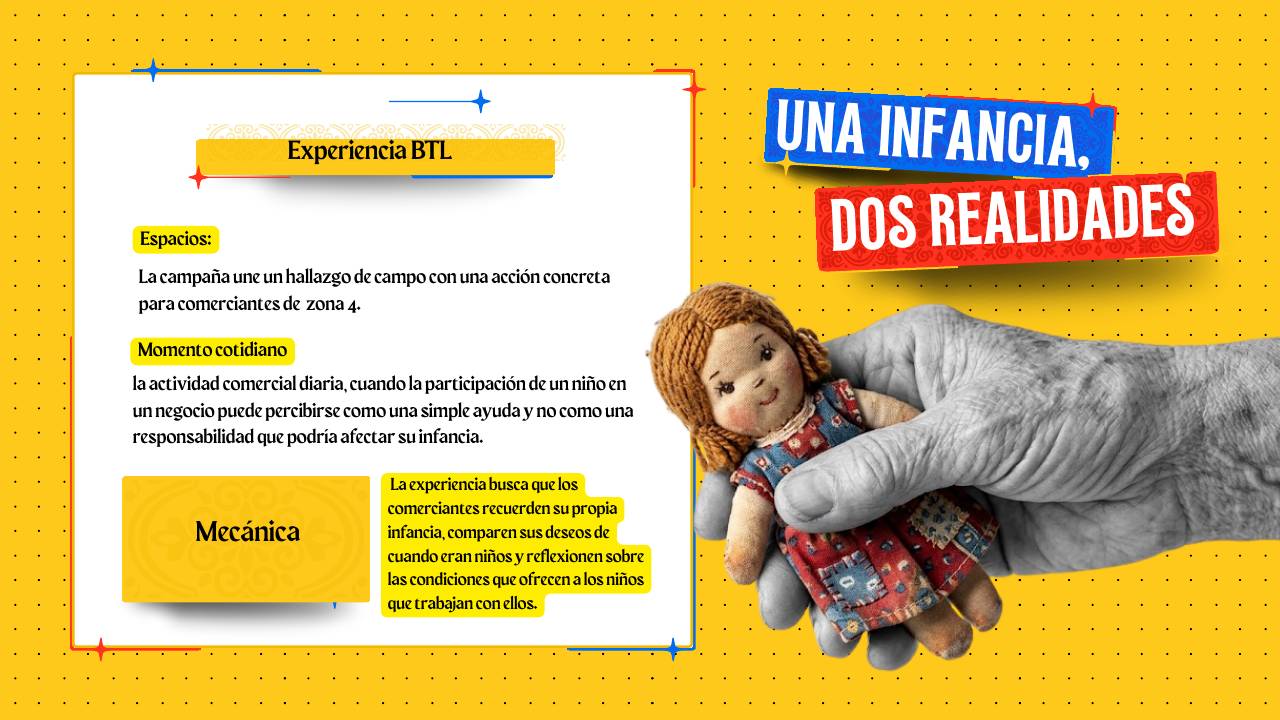 Experiencia BTL
Espacios:
La campaña une un hallazgo de campo con una acción concreta
para comerciantes de zona 4.
Momento cotidiano
la actividad comercial diaria, cuando la participación de un niño en
un negocio puede percibirse como una simple ayuda y no como una
responsabilidad que podría afectar su infancia.
Mecánica
La experiencia busca que los
comerciantes recuerden su propia
infancia, comparen sus deseos de
cuando eran niños y reflexionen sobre
las condiciones que ofrecen a los niños
que trabajan con ellos.
UNA INFANCIA,
DOS REALIDADES